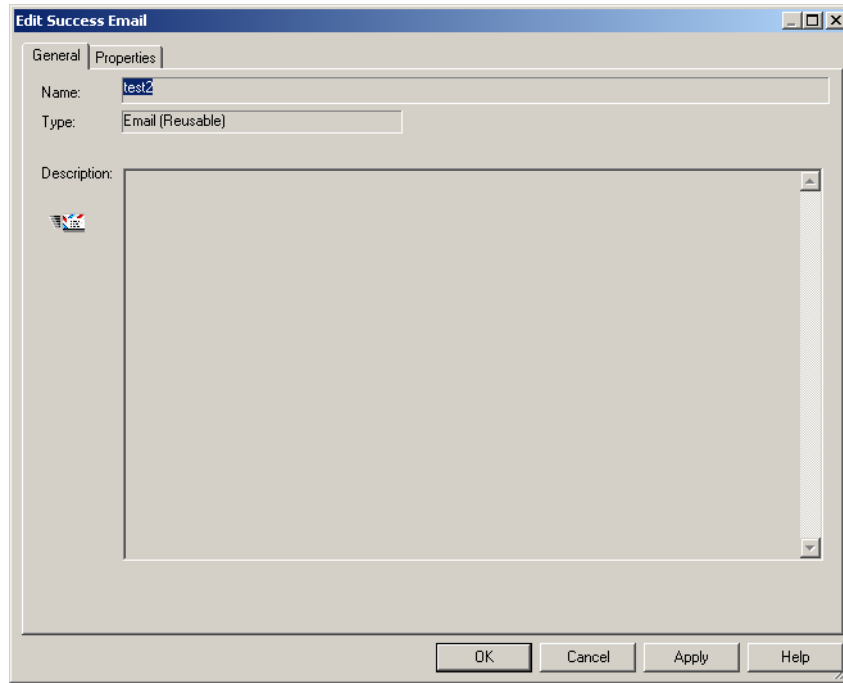 Edit Success Email
General Properties
Name: test2
Type: Email (Reusable)
Description:
OK Cancel Apply Help